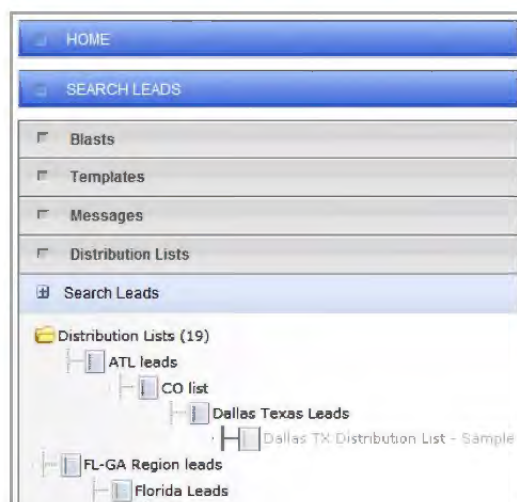 HOME
SEARCH LEADS
Blasts
Templates
Messages
Distribution Lists
Search Leads
Distribution Lists (19)
ATL leads
CO list
Dallas Texas Leads
Dallas TX Distribution List - Sample
FL-GA Region leads
Florida Leads